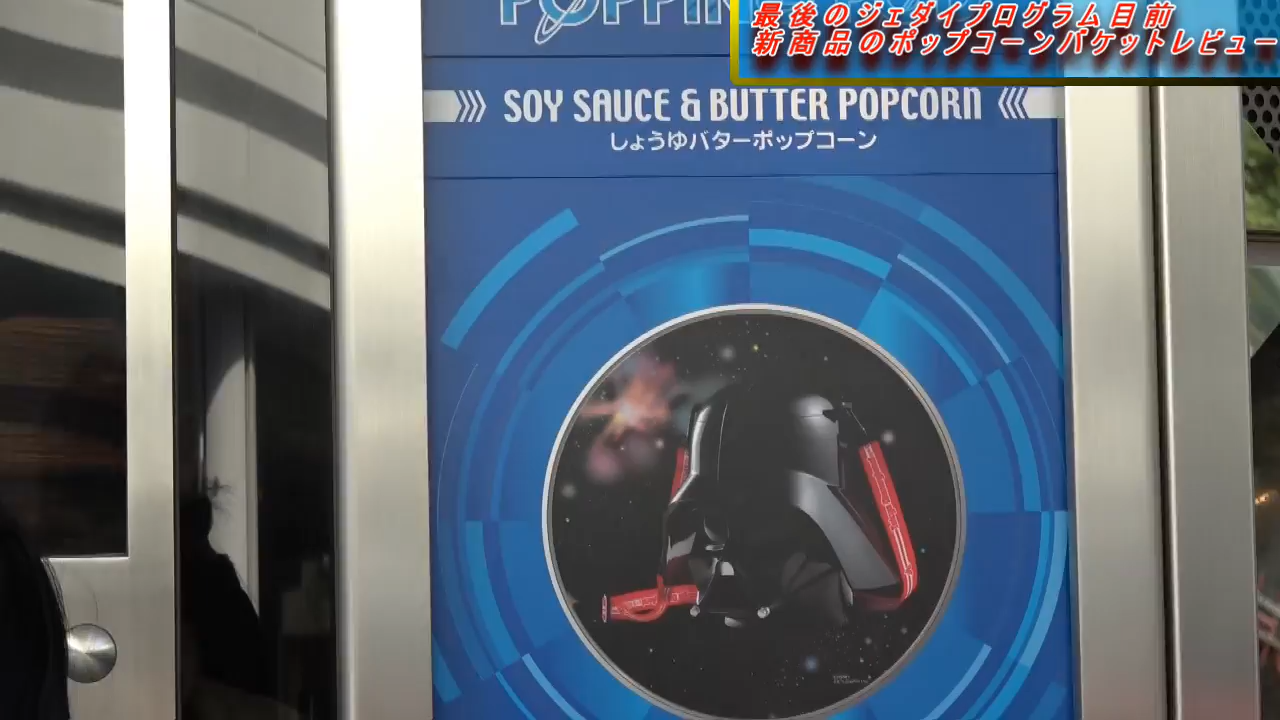 最後のジェダイプログラム目前
新商品のポップコーンバケットレビュー
SOY SAUCE & BUTTER POPCORN
しょうゆバターポップコーン